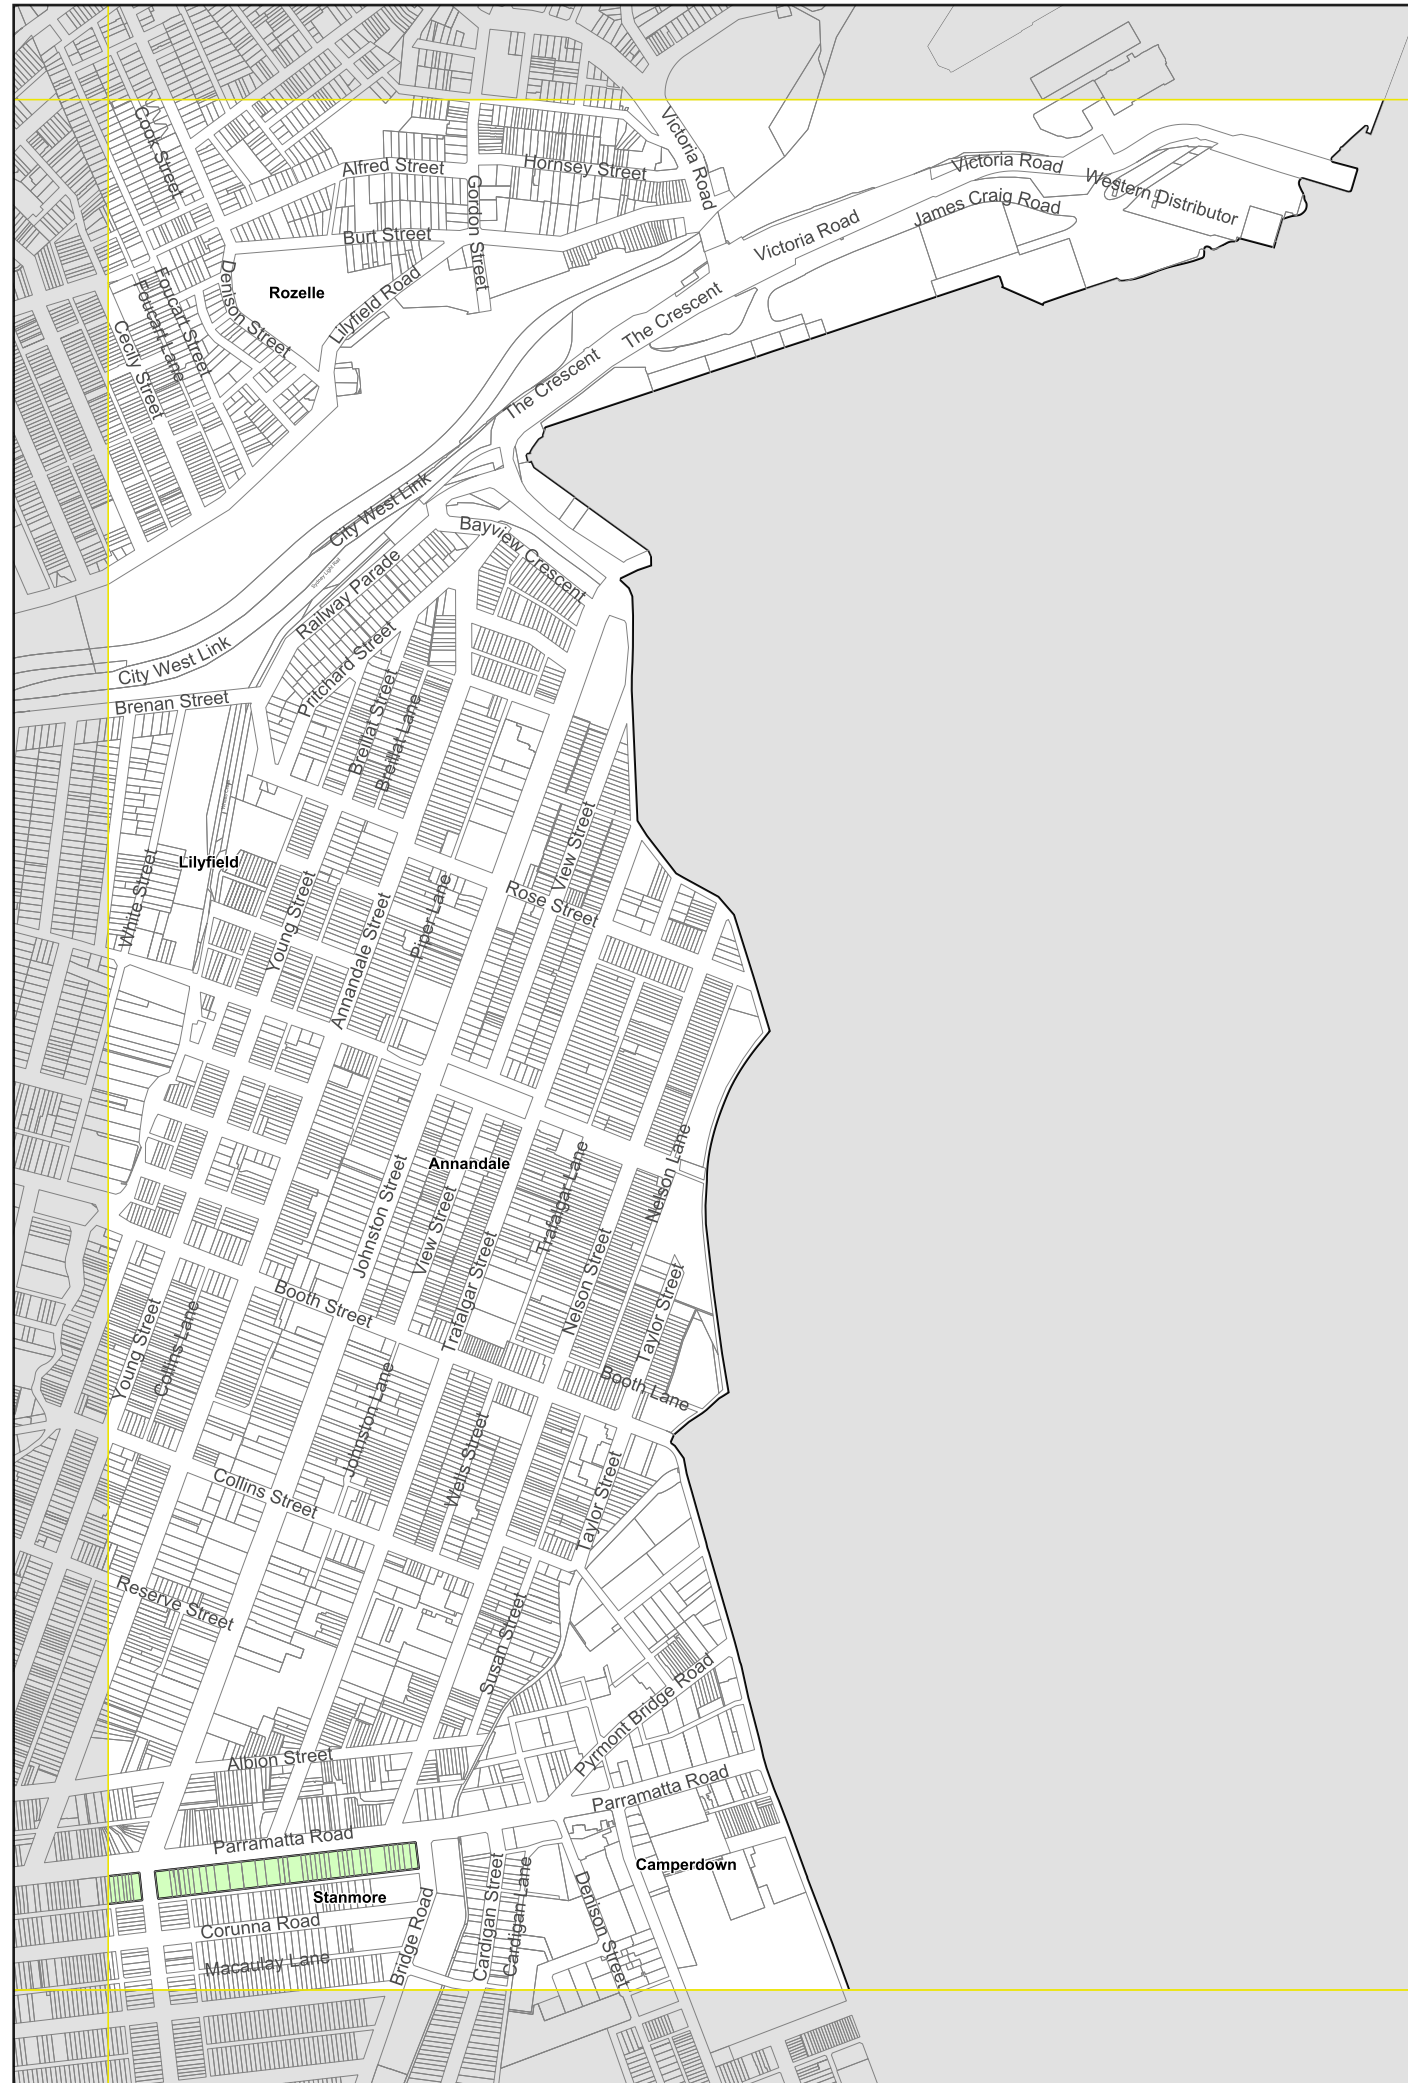 Cook Street
Victoria Road
Alfred Street
Hornsey Street
Victoria Road
Western Distributor
Gordon Street
James Craig Road
Victoria Road
Burt Street
Denison Street
Foucart Street
Foucart Lane
Rozelle
Lilyfield Road
The Crescent
Cecily Street
The Crescent
City West Link
Bayview Crescent
Railway Parade
Pritchard Street
City West Link
Brenan Street
Breillat Street
Breillat Lane
View Street
Lilyfield
White Street
Young Street
Annandale Street
Piper Lane
Rose Street
Johnston Street
Annandale
View Street
Trafalgar Street
Trafalgar Lane
Nelson Lane
Nelson Street
Taylor Street
Booth Street
Young Street
Collins Lane
Johnston Lane
Booth Lane
Wells Street
Taylor Street
Collins Street
Reserve Street
Susan Street
Pyrmont Bridge Road
Albion Street
Parramatta Road
Parramatta Road
Camperdown
Stanmore
Cardigan Street
Cardigan Lane
Denison Street
Corunna Road
Bridge Road
Macaulay Lane